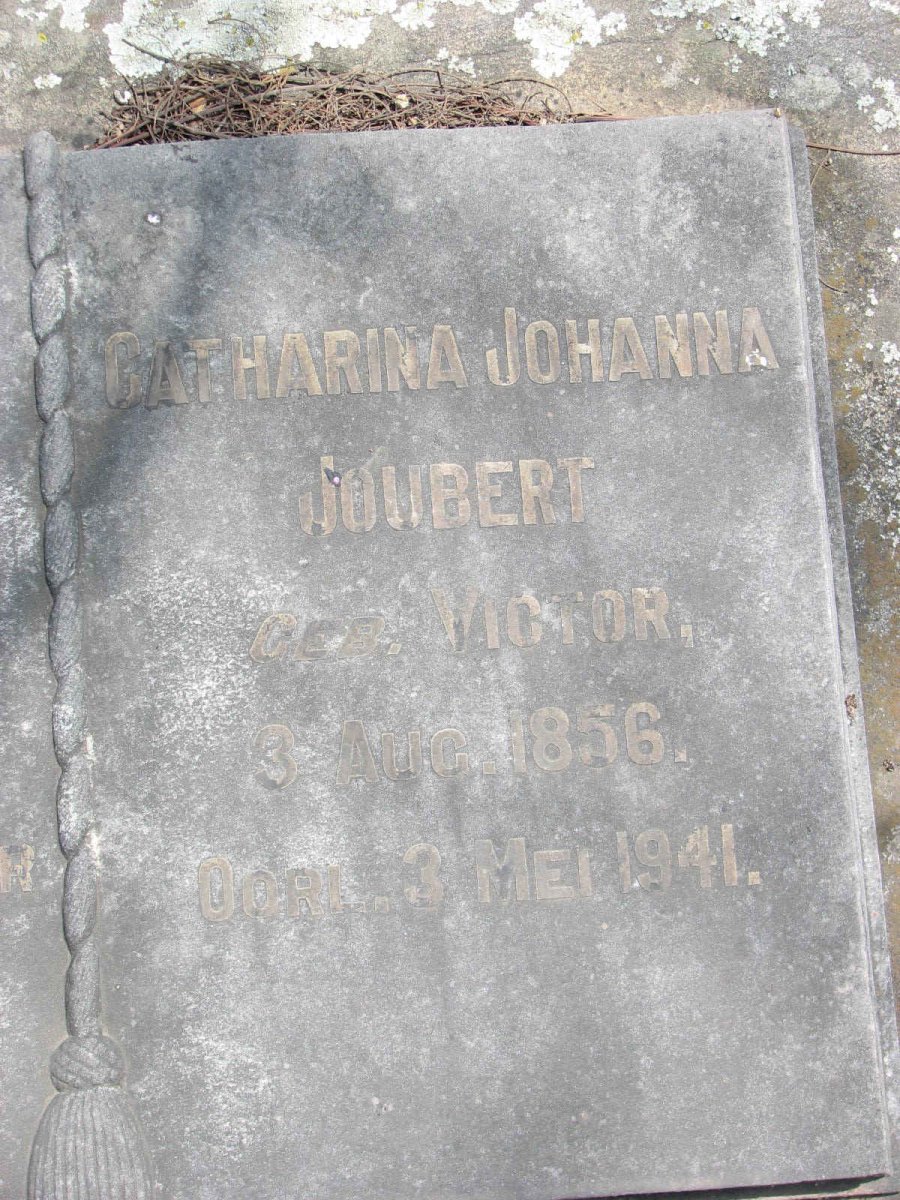 CATHARINA JOHANNA
JOUBERT
GEB. VICTOR,
3 AUG. 1856.
OORL. 3 MEI 1941.